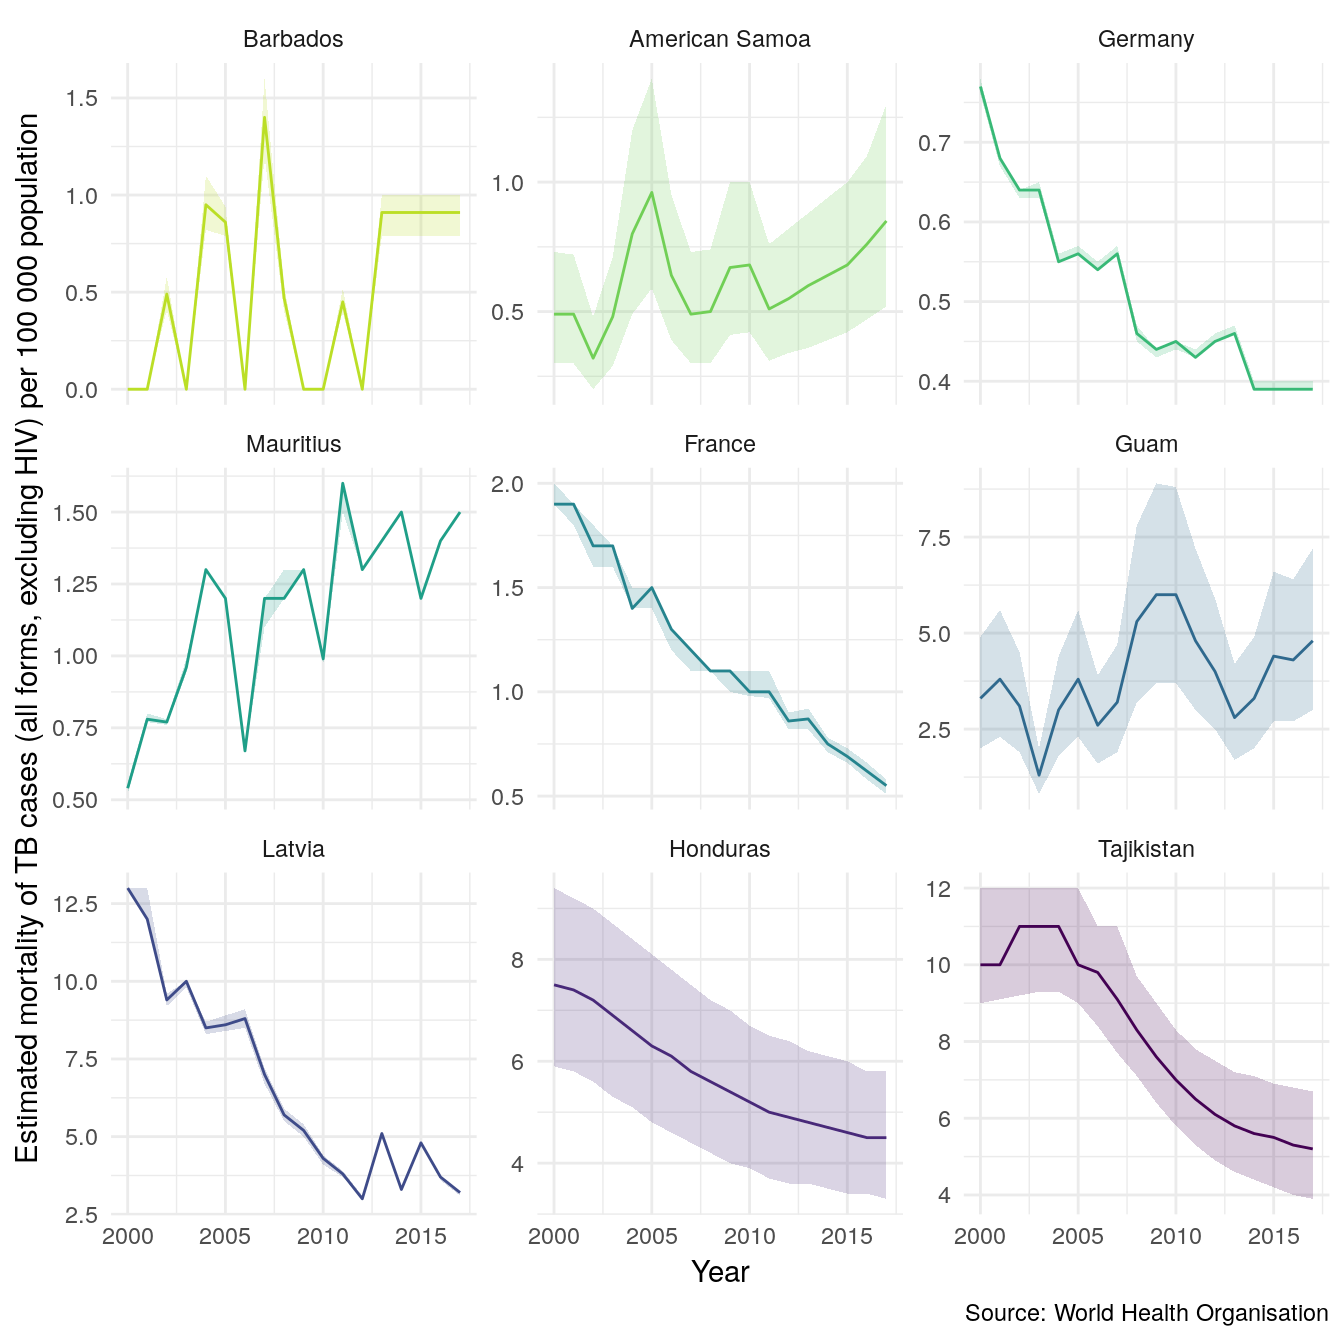 Estimated mortality of TB cases (all forms, excluding HIV) per 100 000 population
Barbados
1.5
1.0
0.5
0.0
American Samoa
1.0
0.5
Germany
0.7
0.6
0.5
0.4
Mauritius
1.50
1.25
1.00
0.75
0.50
France
2.0
1.5
1.0
0.5
Guam
7.5
5.0
2.5
Latvia
12.5
10.0
7.5
5.0
2.5
2000 2005 2010 2015
Honduras
8
6
4
2000 2005 2010 2015
Tajikistan
12
10
8
6
4
2000 2005 2010 2015
Year
Source: World Health Organisation